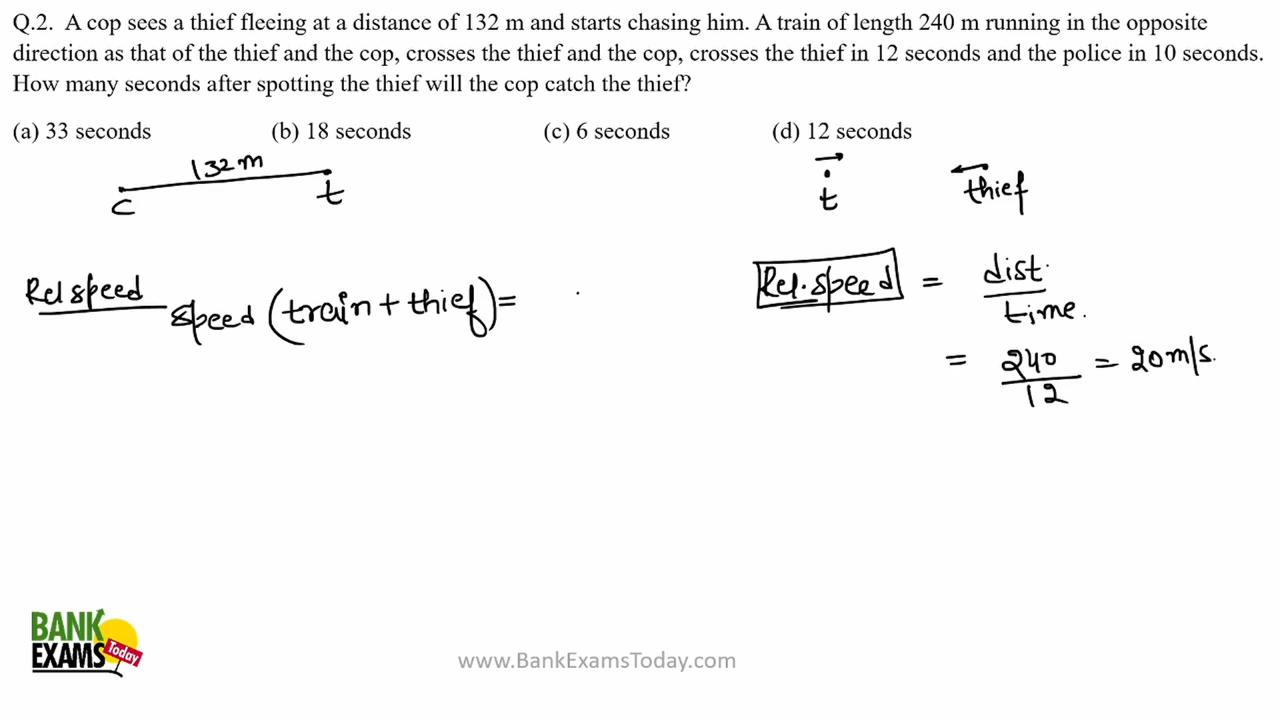 Q.2. A cop sees a thief fleeing at a distance of 132 m and starts chasing him. A train of length 240 m running in the opposite
direction as that of the thief and the cop, crosses the thief and the cop, crosses the thief in 12 seconds and the police in 10 seconds.
How many seconds after spotting the thief will the cop catch the thief?
(a) 33 seconds (b) 18 seconds (c) 6 seconds (d) 12 seconds
132m
c t
t thief
Rel speed speed (train + thief) =
Rel. speed = dist.
time.
= 240 = 20 m/s.
12
BANK
EXAMS Today
www.BankExamsToday.com